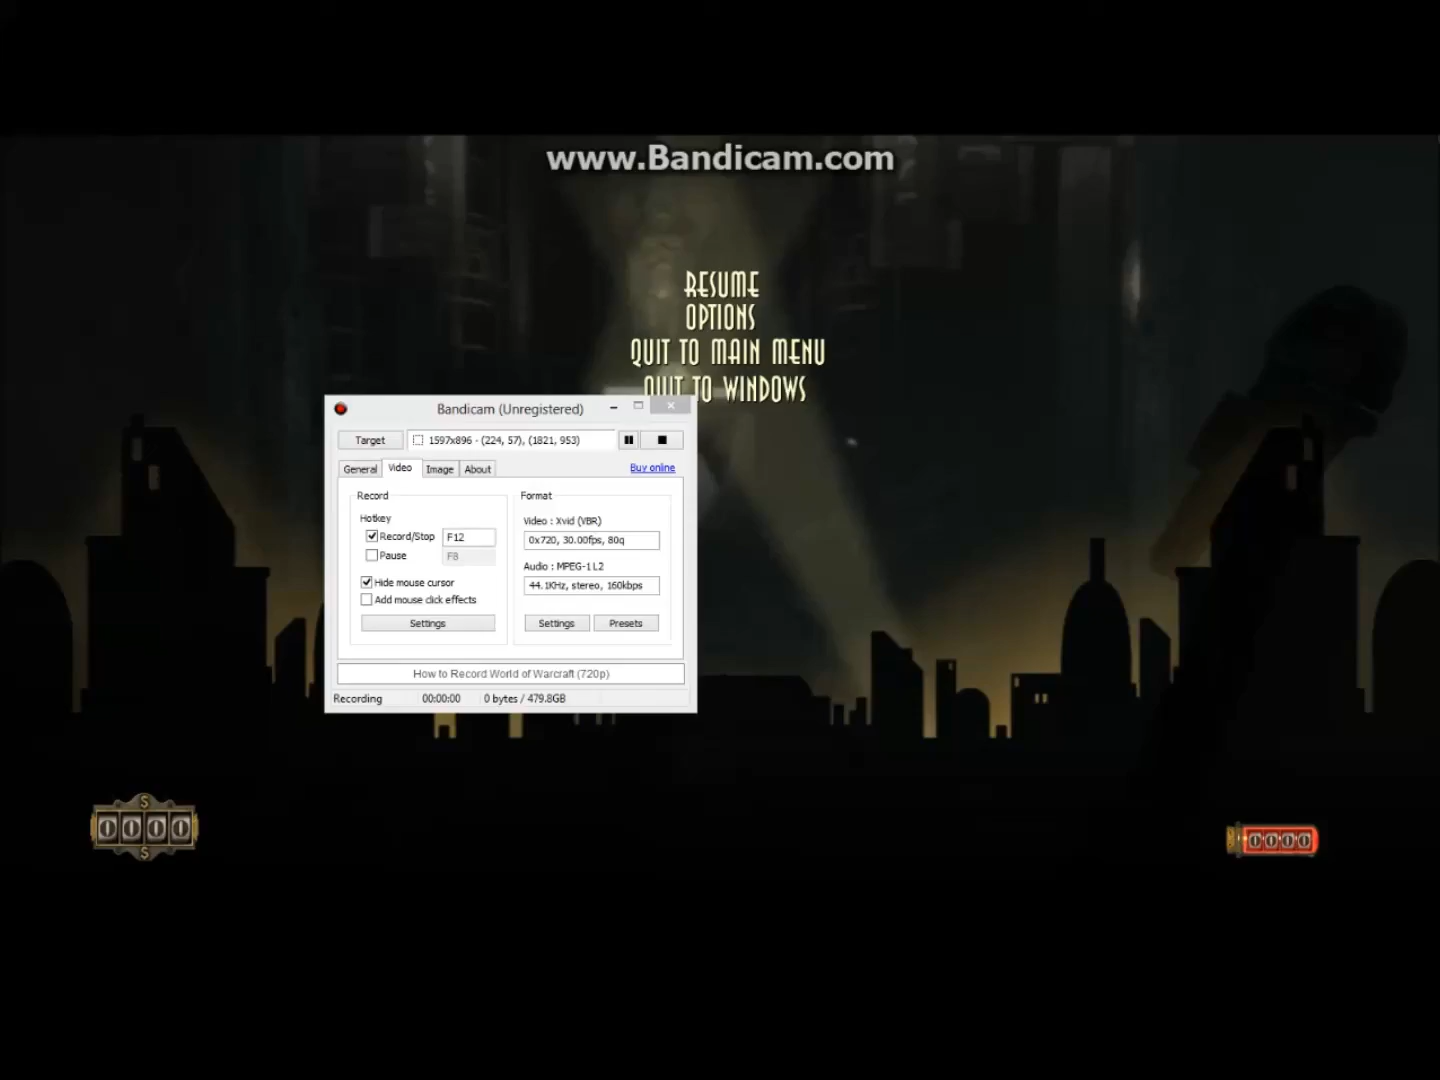 www.Bandicam.com
RESUME
OPTIONS
QUIT TO MAIN MENU
QUIT TO WINDOWS
Bandicam (Unregistered)
Target
1597x896 - (224, 57), (1821, 953)
General
Video
Image
About
Buy online
Record
Hotkey
Record/Stop
F12
Pause
F8
Hide mouse cursor
Add mouse click effects
Settings
Format
Video : Xvid (VBR)
0x720, 30.00fps, 80q
Audio : MPEG-1 L2
44.1KHz, stereo, 160kbps
Settings
Presets
How to Record World of Warcraft (720p)
Recording
00:00:00
0 bytes / 479.8GB
$
0000
$
0000